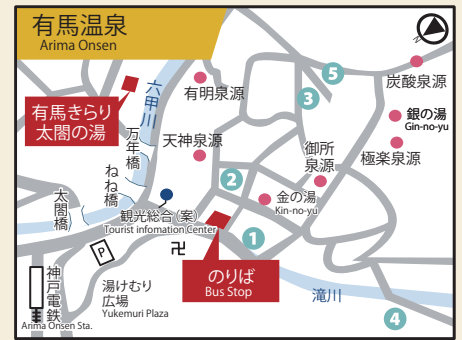 有馬温泉
Arima Onsen
六甲川
有明泉源
5
炭酸泉源
3
有馬きらり
太閤の湯
銀の湯
Gin-no-yu
万年橋
天神泉源
御所
泉源
極楽泉源
ねね橋
2
金の湯
Kin-no-yu
太閤橋
観光総合(案)
Tourist infomation Center
1
P
卍
のりば
Bus Stop
神戸電鉄
Arima Onsen Sta.
湯けむり
広場
Yukemuri Plaza
滝川
4